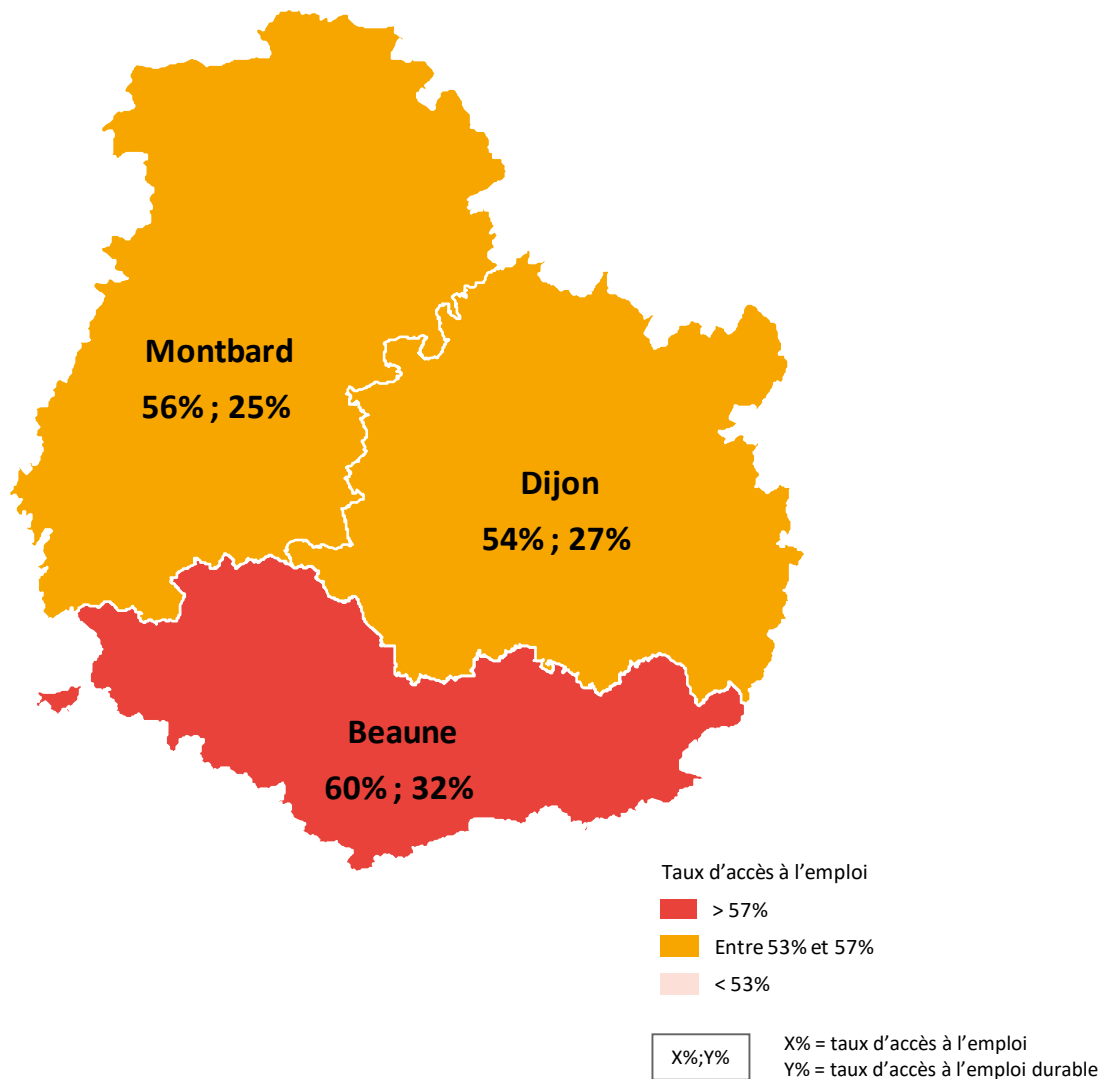 Montbard
56% ; 25%
Dijon
54% ; 27%
Beaune
60% ; 32%
Taux d’accès à l’emploi
> 57%
Entre 53% et 57%
< 53%
X%;Y%
X% = taux d’accès à l’emploi
Y% = taux d’accès à l’emploi durable